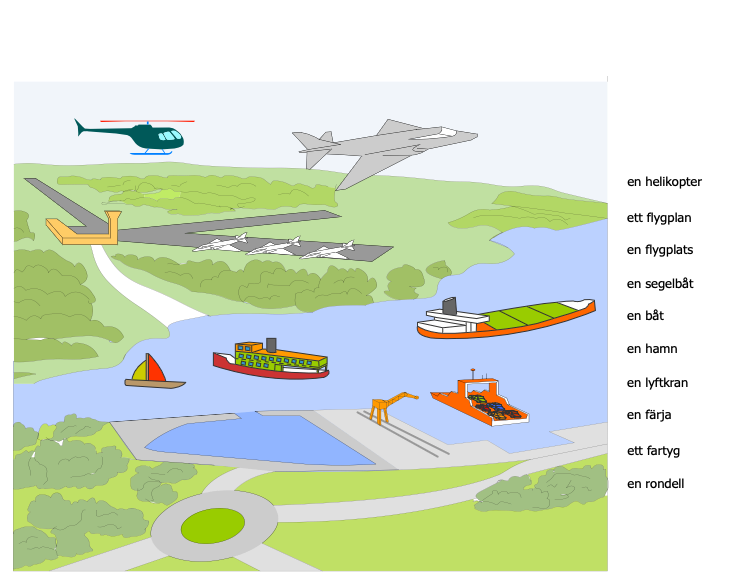 en helikopter
ett flygplan
en flygplats
en segelbåt
en båt
en hamn
en lyftkran
en färja
ett fartyg
en rondell